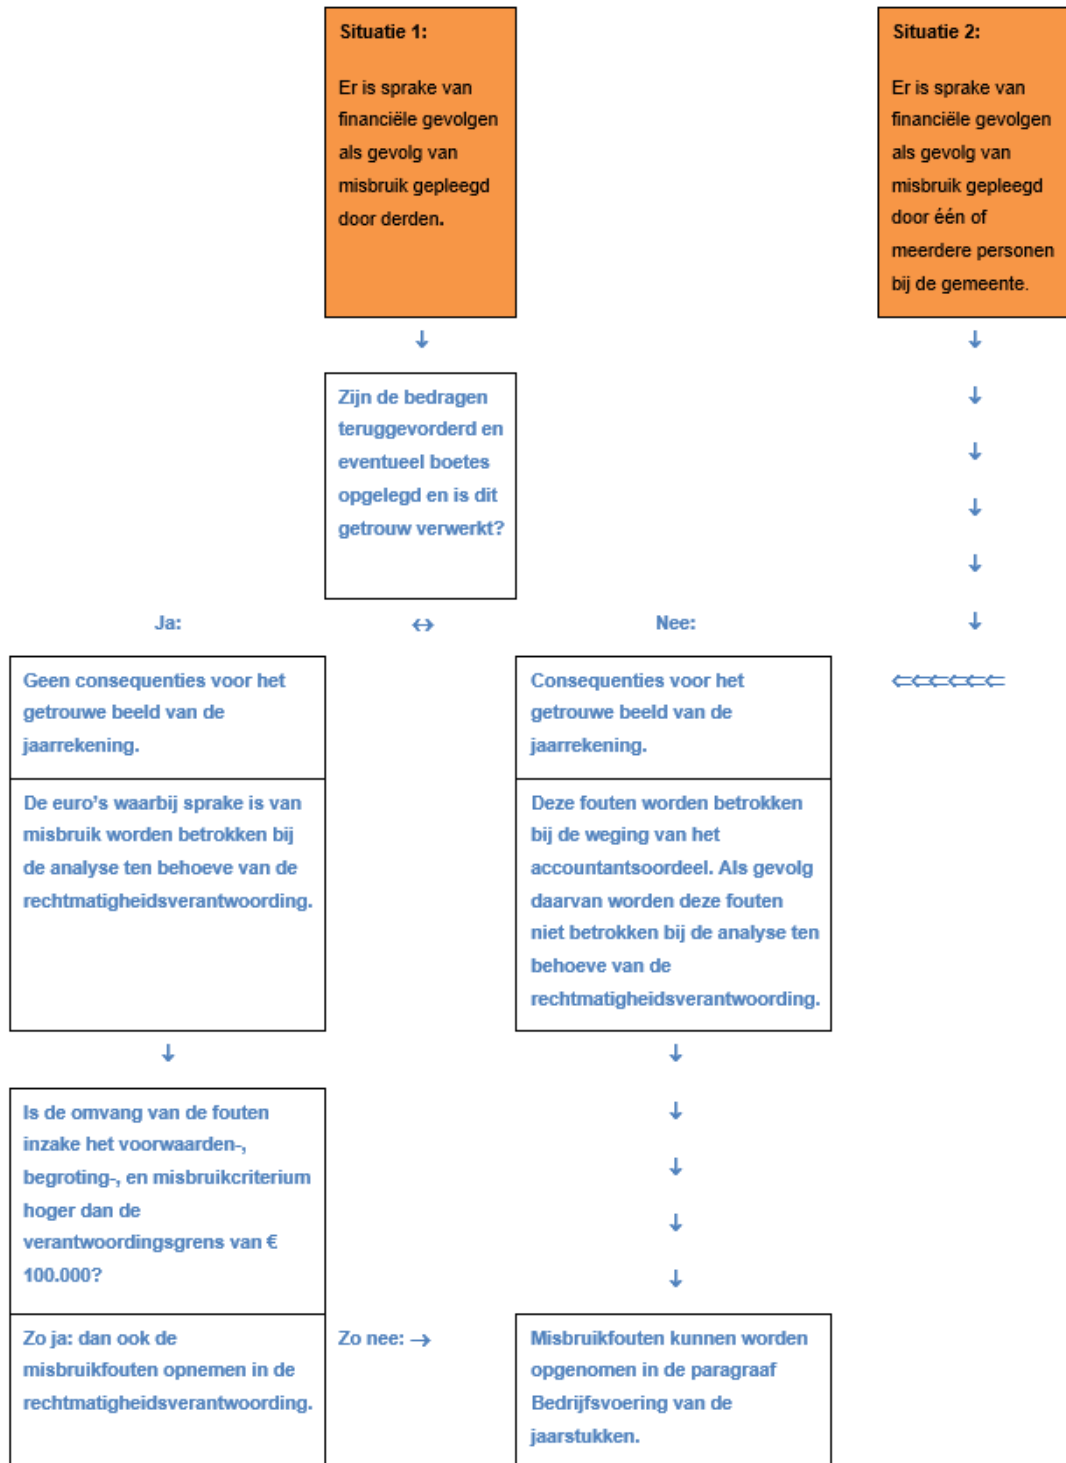 Situatie 1:
Er is sprake van
financiële gevolgen
als gevolg van
misbruik gepleegd
door derden.
Situatie 2:
Er is sprake van
financiële gevolgen
als gevolg van
misbruik gepleegd
door één of
meerdere personen
bij de gemeente.
↓
↓
Zijn de bedragen
teruggevorderd en
eventueel boetes
opgelegd en is dit
getrouw verwerkt?
↓
↓
↓
↓
Ja:
↔
Nee:
↓
Geen consequenties voor het
getrouwe beeld van de
jaarrekening.
Consequenties voor het
getrouwe beeld van de
jaarrekening.
⇐⇐⇐⇐⇐⇐
De euro's waarbij sprake is van
misbruik worden betrokken bij
de analyse ten behoeve van de
rechtmatigheidsverantwoording.
Deze fouten worden betrokken
bij de weging van het
accountantsoordeel. Als gevolg
daarvan worden deze fouten
niet betrokken bij de analyse ten
behoeve van de
rechtmatigheidsverantwoording.
↓
↓
Is de omvang van de fouten
inzake het voorwaarden-,
begroting-, en misbruikcriterium
hoger dan de
verantwoordingsgrens van €
100.000?
↓
↓
↓
↓
Zo ja: dan ook de
misbruikfouten opnemen in de
rechtmatigheidsverantwoording.
Zo nee: →
Misbruikfouten kunnen worden
opgenomen in de paragraaf
Bedrijfsvoering van de
jaarstukken.